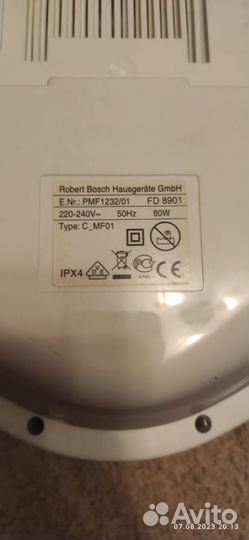 Robert Bosch Hausgeräte GmbH
E.Nr.: PMF1232/01 FD 8901
220-240V~ 50Hz 80W
Type: C_MF01
IPX4
CE
Avito
07.08.2023 20:13